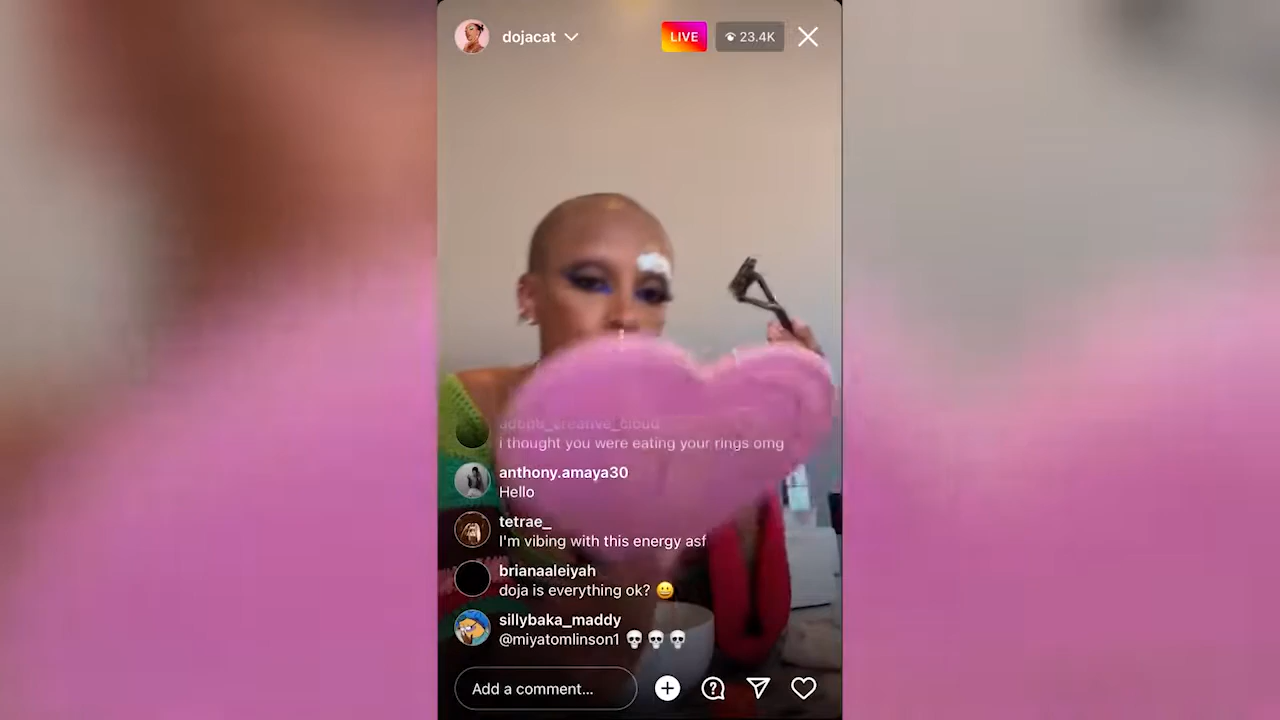 dojacat
LIVE
23.4K
i thought you were eating your rings omg
anthony.amaya30
Hello
tetrae_
I'm vibing with this energy asf
brianaaleiyah
doja is everything ok? 😀
sillybaka_maddy
@miyatomlinson1 💀💀💀
Add a comment...